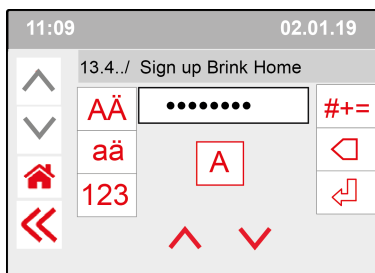 11:09 02.01.19
13.4../ Sign up Brink Home
AÄ •••••••• #+=
aä A
123